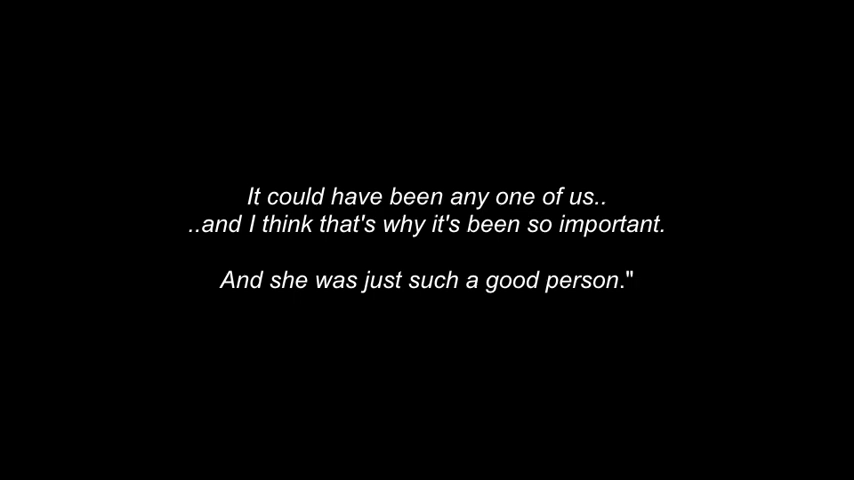 It could have been any one of us..
..and I think that's why it's been so important.
And she was just such a good person."